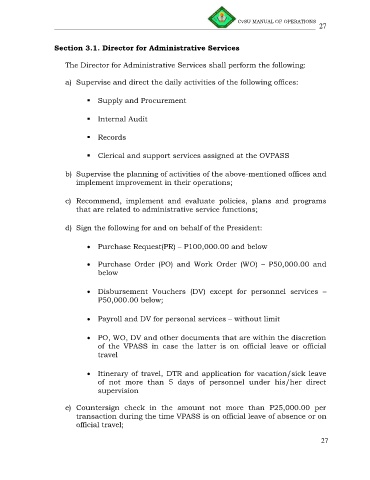 CvSU MANUAL OF OPERATIONS
27
Section 3.1. Director for Administrative Services
The Director for Administrative Services shall perform the following:
a) Supervise and direct the daily activities of the following offices:
▪ Supply and Procurement
▪ Internal Audit
▪ Records
▪ Clerical and support services assigned at the OVPASS
b) Supervise the planning of activities of the above-mentioned offices and
implement improvement in their operations;
c) Recommend, implement and evaluate policies, plans and programs
that are related to administrative service functions;
d) Sign the following for and on behalf of the President:
• Purchase Request(PR) – P100,000.00 and below
• Purchase Order (PO) and Work Order (WO) – P50,000.00 and
below
• Disbursement Vouchers (DV) except for personnel services –
P50,000.00 below;
• Payroll and DV for personal services – without limit
• PO, WO, DV and other documents that are within the discretion
of the VPASS in case the latter is on official leave or official
travel
• Itinerary of travel, DTR and application for vacation/sick leave
of not more than 5 days of personnel under his/her direct
supervision
e) Countersign check in the amount not more than P25,000.00 per
transaction during the time VPASS is on official leave of absence or on
official travel;
27